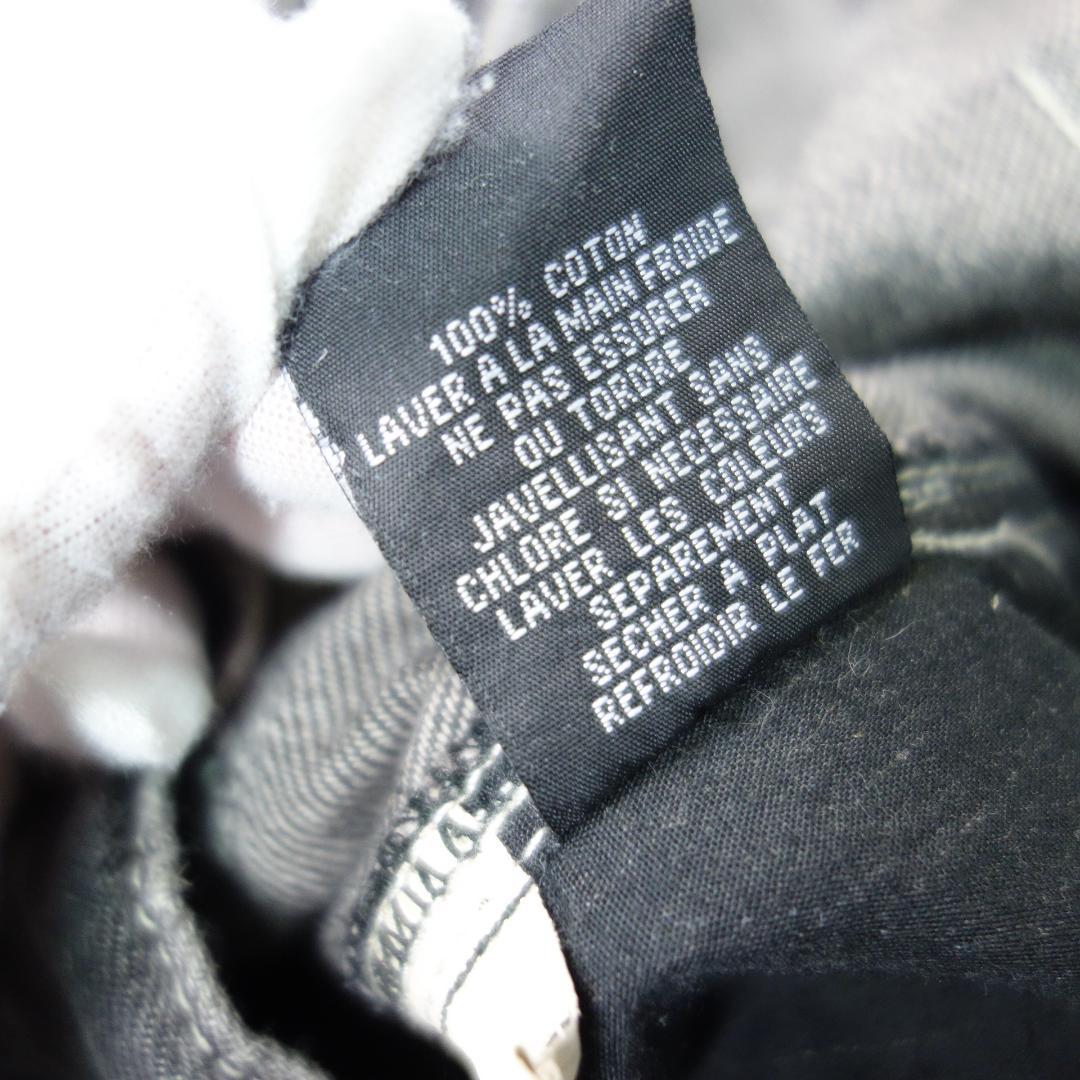 100% COTON
LAVER A LA MAIN FROIDE
NE PAS ESSORER
OU TORDRE
JAVELLISANT SANS
CHLORE SI NECESSAIRE
LAVER LES COLEURS
SEPAREMENT
SECHER A PLAT
REFROIDIR LE FER